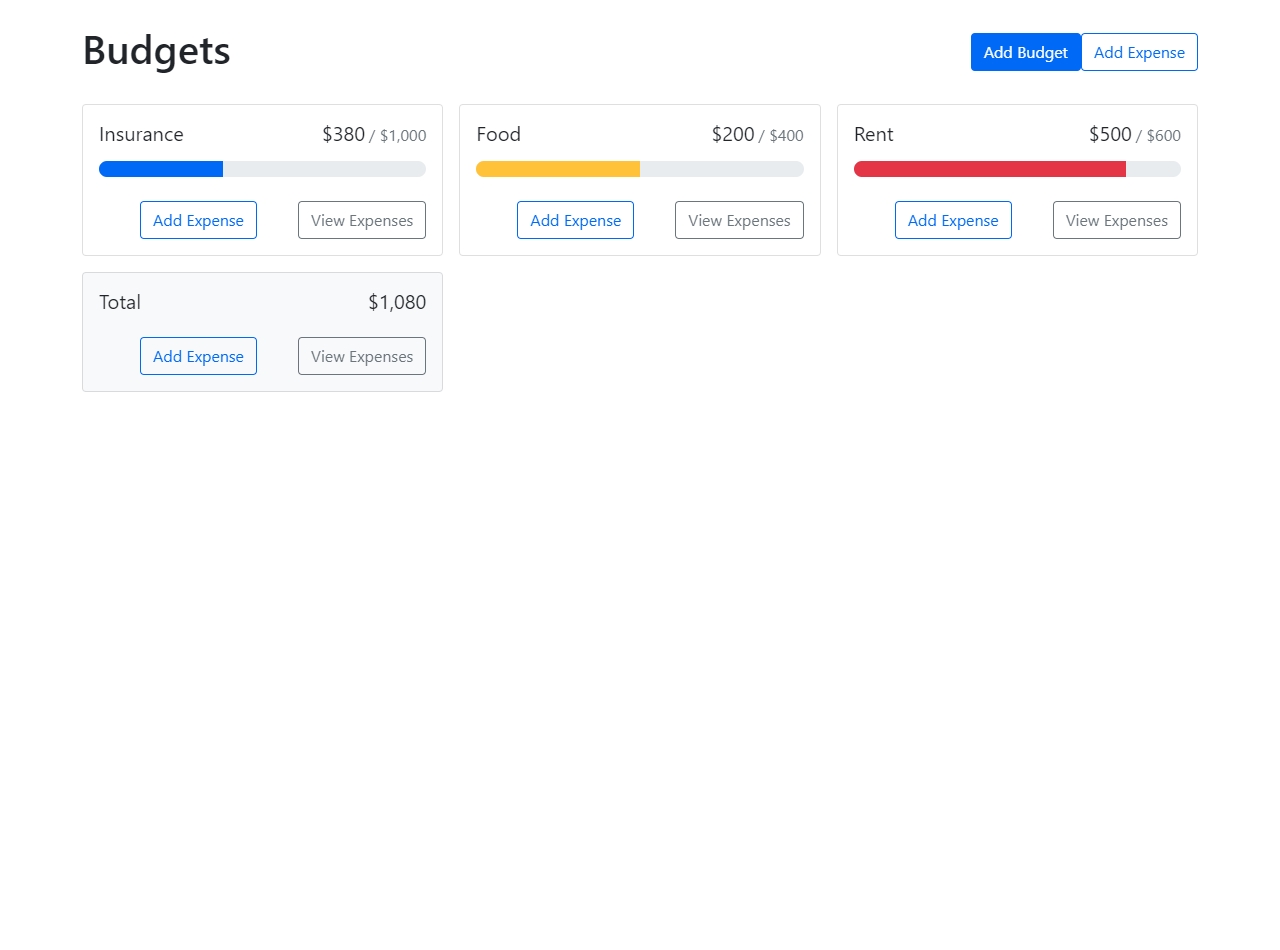 Budgets
Add Budget Add Expense
Insurance $380 / $1,000
Add Expense View Expenses
Food $200 / $400
Add Expense View Expenses
Rent $500 / $600
Add Expense View Expenses
Total $1,080
Add Expense View Expenses